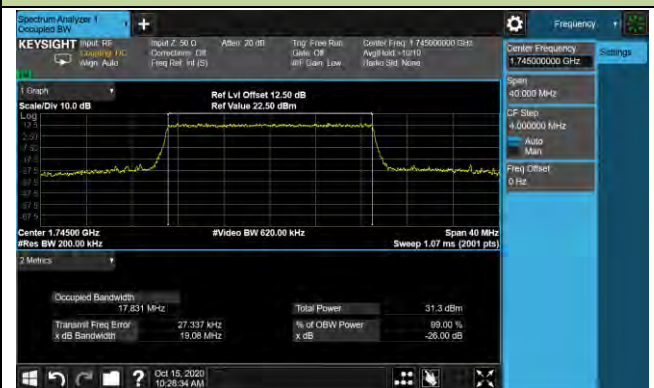 Spectrum Analyzer 1
Occupied BW
Frequency
KEYSIGHT Input: RF
Coupling: DC
Align: Auto
Input Z: 50 Ω
Corrections: Off
Freq Ref: Int (S)
Atten: 20 dB
Trig: Free Run
Gate: Off
#IF Gain: Low
Center Freq: 1.745000000 GHz
Avg|Hold: >10/10
Radio Std: None
1 Graph
Scale/Div 10.0 dB
Ref Lvl Offset 12.50 dB
Ref Value 22.50 dBm
Log
12.5
2.50
-7.50
Center 1.74500 GHz
#Video BW 620.00 kHz
Span 40 MHz
#Res BW 200.00 kHz
Sweep 1.07 ms (2001 pts)
2 Metrics
Occupied Bandwidth
17.831 MHz
Total Power
31.3 dBm
Transmit Freq Error
27.337 kHz
% of OBW Power
99.00 %
x dB Bandwidth
19.08 MHz
x dB
-26.00 dB
Oct 15, 2020
10:26:34 AM
Center Frequency
1.745000000 GHz
Settings
Span
40.000 MHz
CF Step
4.000000 MHz
Auto
Man
Freq Offset
0 Hz